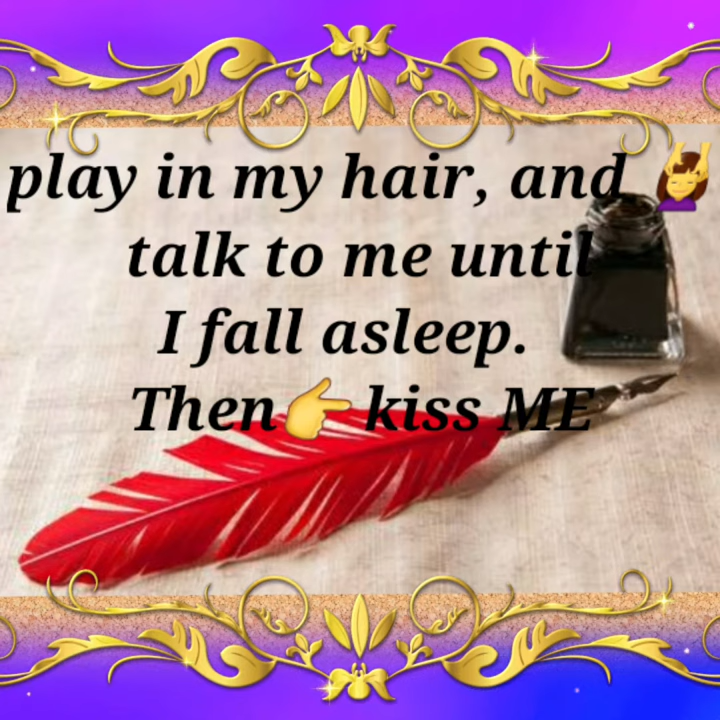 play in my hair, and 💆
talk to me until
I fall asleep.
Then👉kiss ME